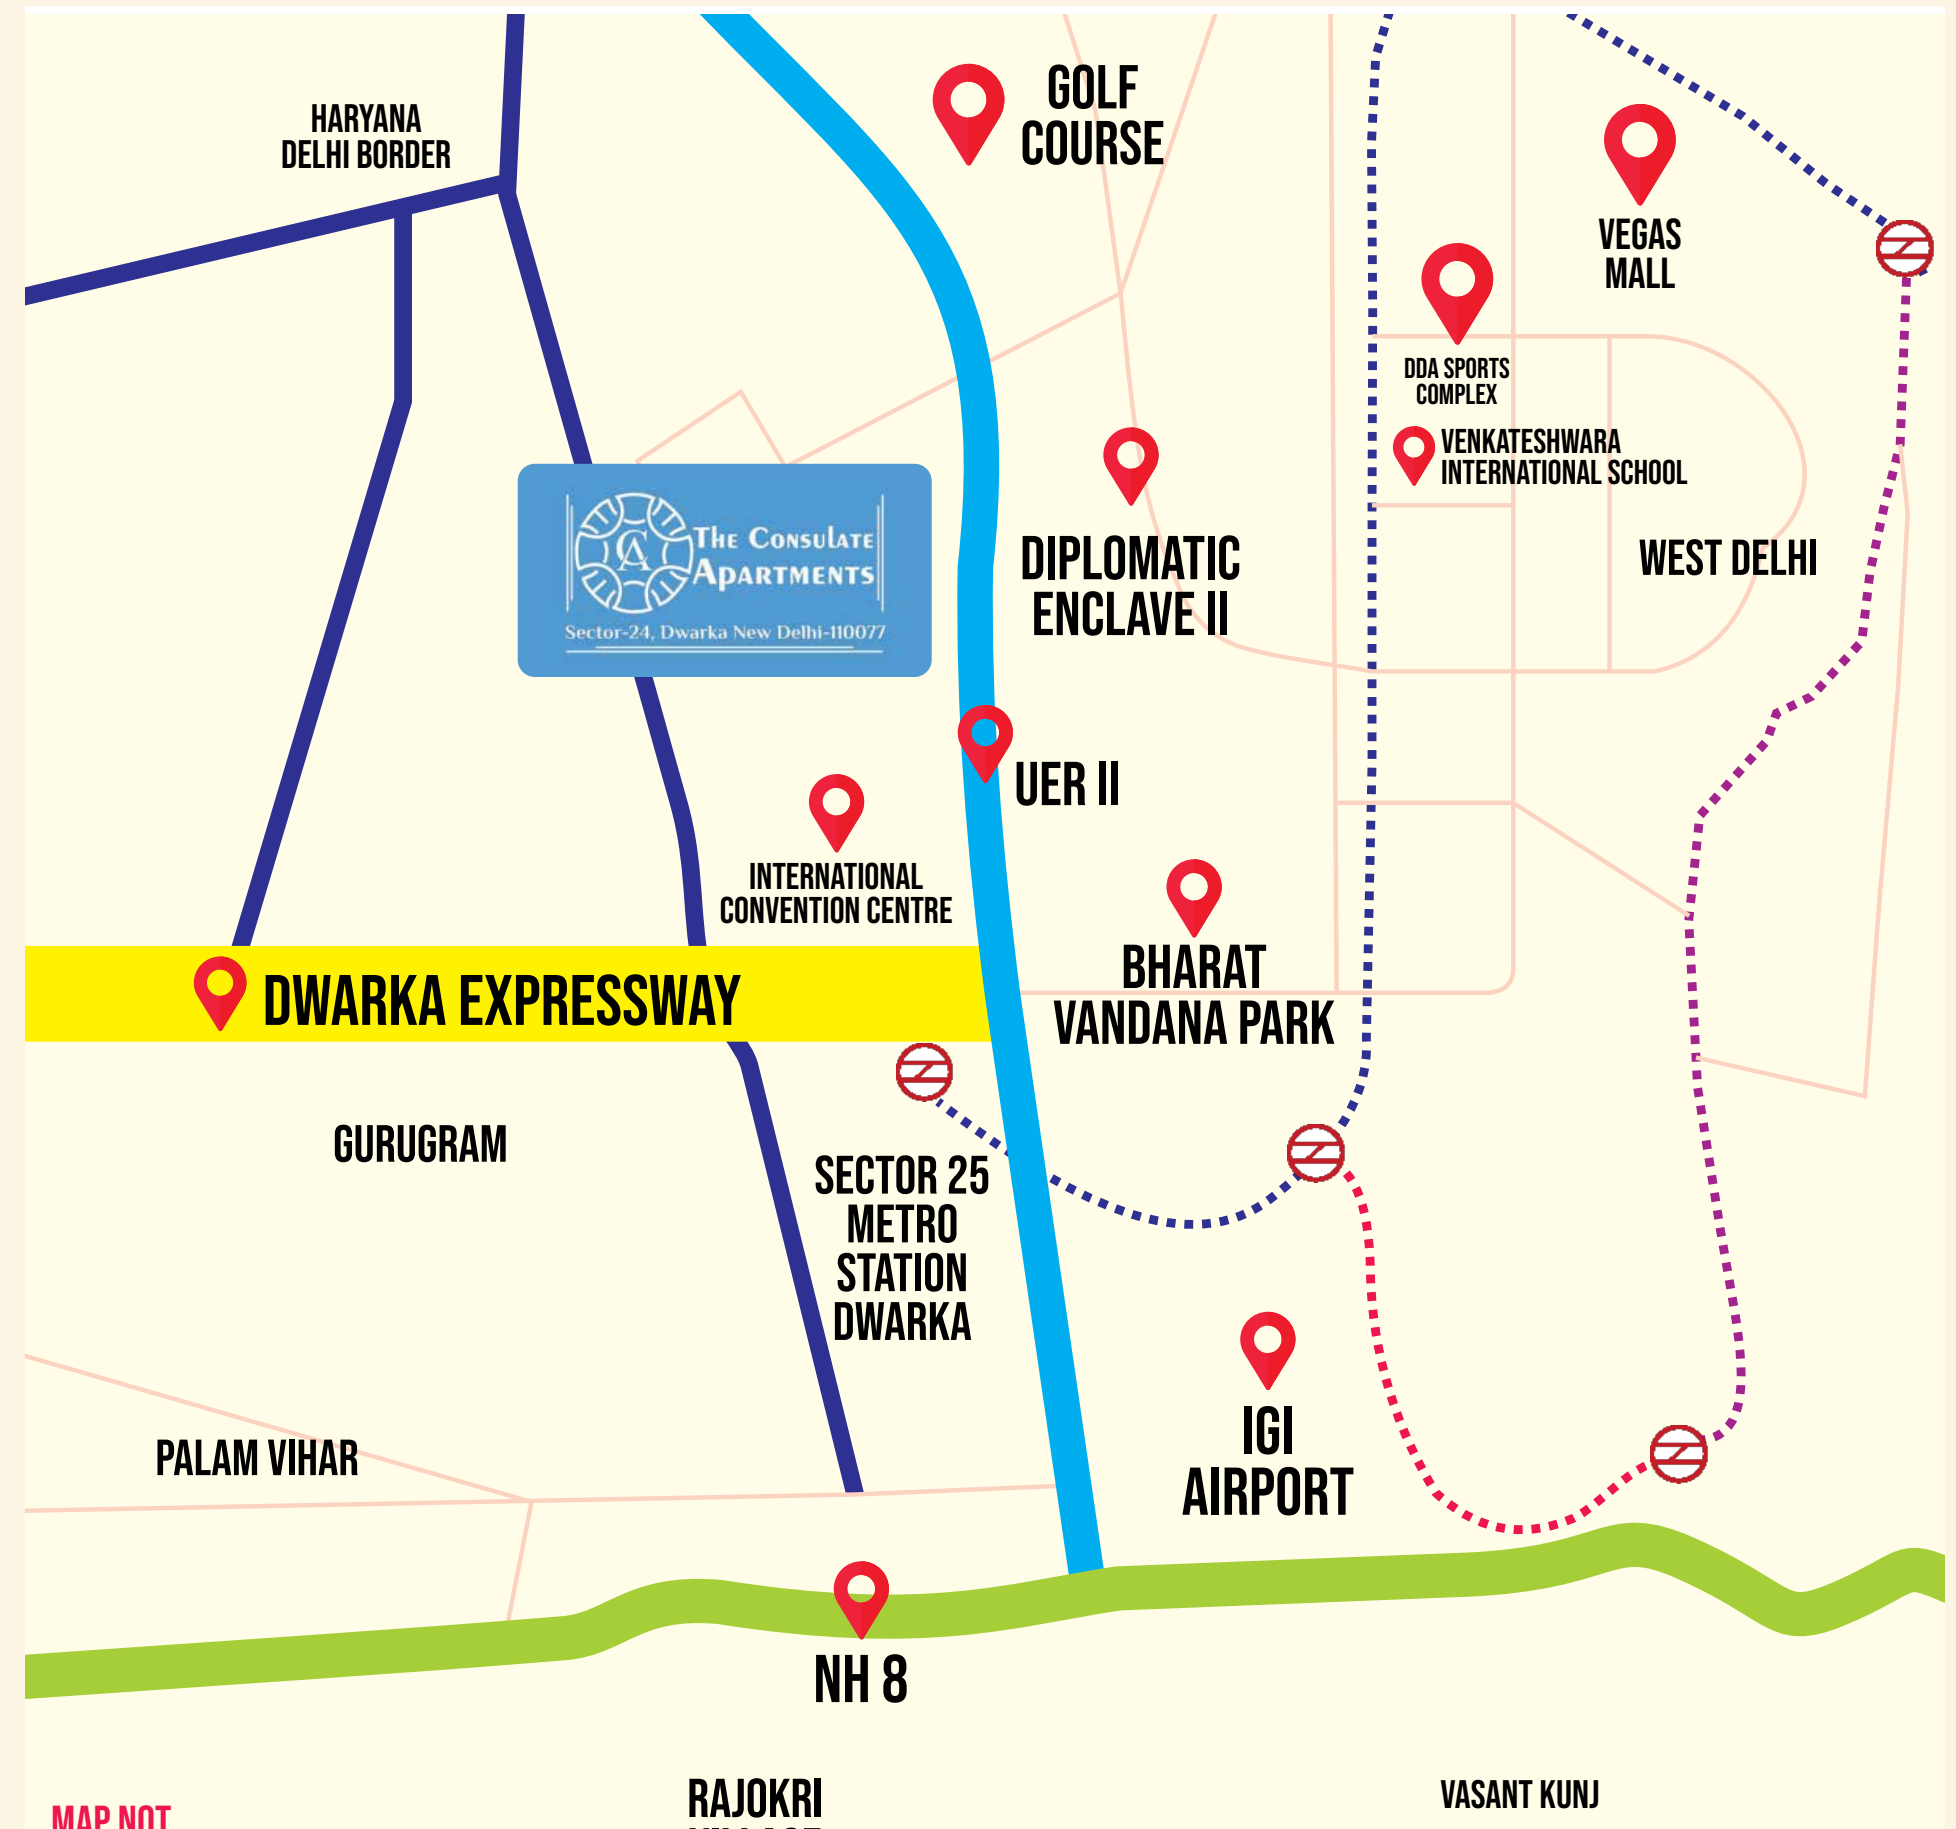 GOLF
COURSE
HARYANA
DELHI BORDER
VEGAS
MALL
DDA SPORTS
COMPLEX
VENKATESHWARA
INTERNATIONAL SCHOOL
CA
The Consulate
Apartments
Sector-24, Dwarka New Delhi-110077
DIPLOMATIC
ENCLAVE II
WEST DELHI
UER II
INTERNATIONAL
CONVENTION CENTRE
BHARAT
VANDANA PARK
DWARKA EXPRESSWAY
GURUGRAM
SECTOR 25
METRO
STATION
DWARKA
IGI
AIRPORT
PALAM VIHAR
NH 8
RAJOKRI
VASANT KUNJ
MAP NOT